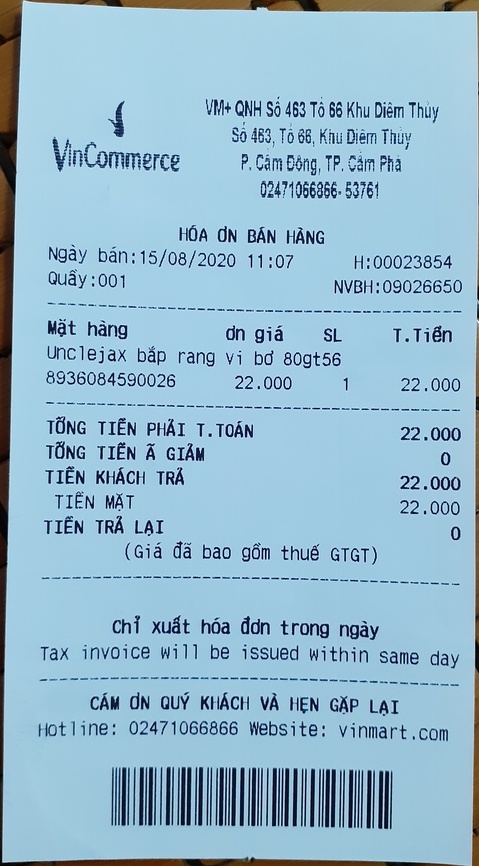 VinCommerce
VM+ QNH Số 463 Tổ 66 Khu Diêm Thủy
Số 463, Tổ 66, Khu Diêm Thủy
P. Cẩm Đông, TP. Cẩm Phả
02471066866-53761
HÓA ƠN BÁN HÀNG
Ngày bán:15/08/2020 11:07 H:00023854
Quầy:001 NVBH:09026650
Mặt hàng ơn giá SL T.Tiền
Unclejax bắp rang vị bơ 80gt56
8936084590026 22.000 1 22.000
TỔNG TIỀN PHẢI T.TOÁN 22.000
TỔNG TIỀN Ã GIẢM 0
TIỀN KHÁCH TRẢ 22.000
TIỀN MẶT 22.000
TIỀN TRẢ LẠI 0
(Giá đã bao gồm thuế GTGT)
Chỉ xuất hóa đơn trong ngày
Tax invoice will be issued within same day
CẢM ƠN QUÝ KHÁCH VÀ HẸN GẶP LẠI
Hotline: 02471066866 Website: vinmart.com